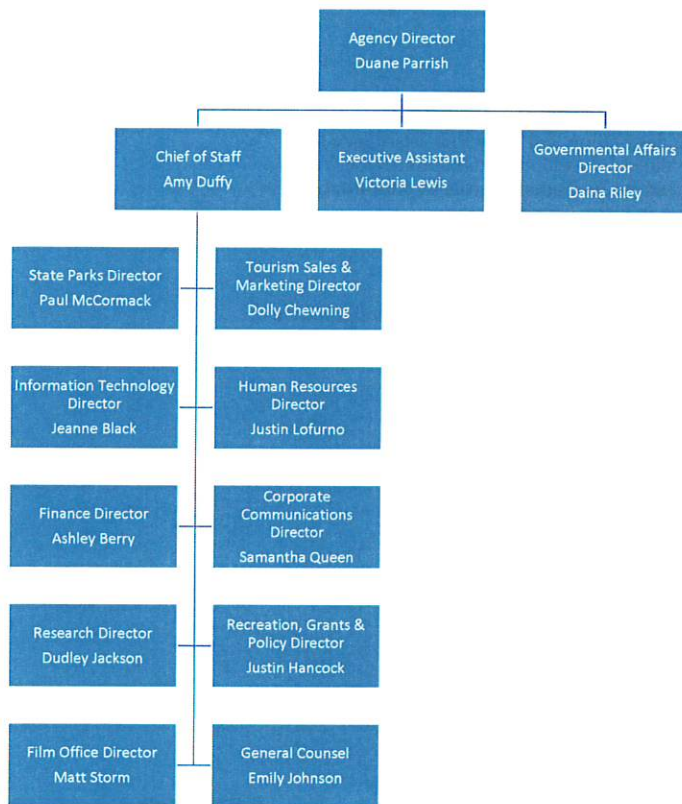 Agency Director
Duane Parrish
Chief of Staff
Amy Duffy
Executive Assistant
Victoria Lewis
Governmental Affairs
Director
Daina Riley
State Parks Director
Paul McCormack
Tourism Sales &
Marketing Director
Dolly Chewning
Information Technology
Director
Jeanne Black
Human Resources
Director
Justin Lofurno
Finance Director
Ashley Berry
Corporate
Communications
Director
Samantha Queen
Research Director
Dudley Jackson
Recreation, Grants &
Policy Director
Justin Hancock
Film Office Director
Matt Storm
General Counsel
Emily Johnson